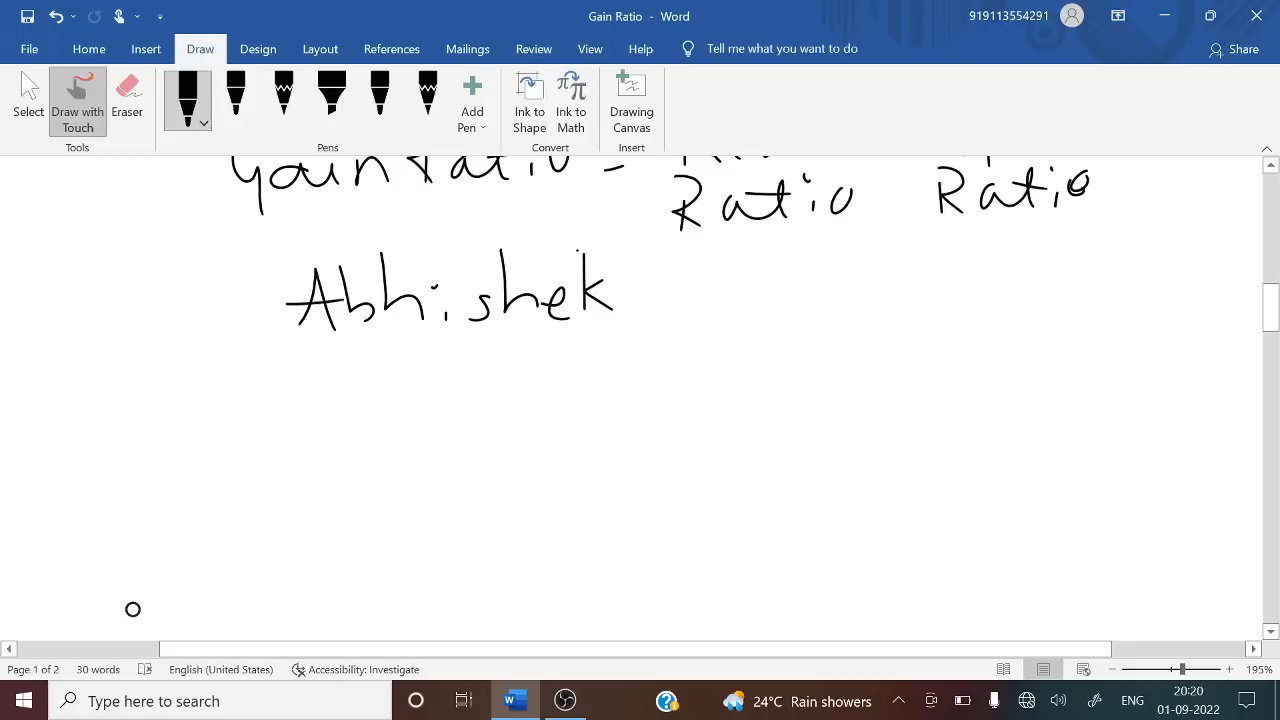 Gain Ratio - Word
919113554291
File Home Insert Draw Design Layout References Mailings Review View Help Tell me what you want to do Share
Select Draw with Touch Eraser Add Pen Ink to Shape Ink to Math Drawing Canvas
Tools Pens Convert Insert
Gain ratio =
Ratio Ratio
Abhishek
Page 1 of 2 30 words English (United States) Accessibility: Investigate 195%
Type here to search 24°C Rain showers ENG 20:20
01-09-2022